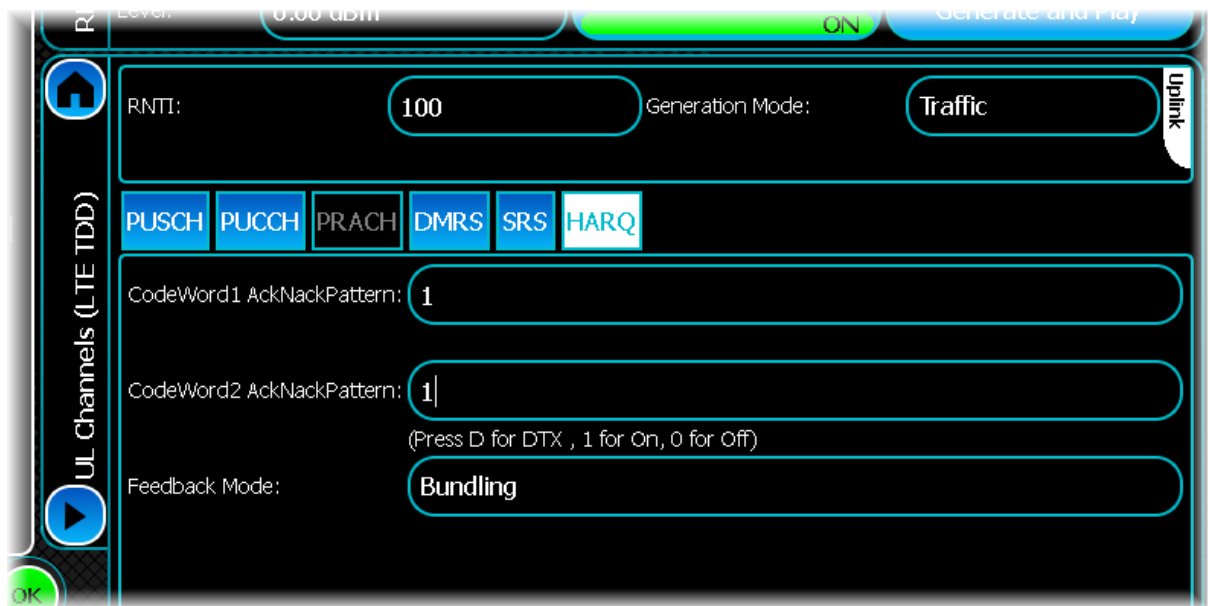 Level:
0.00 dBm
ON
Generate and Play
RNTI:
100
Generation Mode:
Traffic
Uplink
UL Channels (LTE TDD)
PUSCH PUCCH PRACH DMRS SRS HARQ
CodeWord1 AckNackPattern:
1
CodeWord2 AckNackPattern:
1
(Press D for DTX , 1 for On, 0 for Off)
Feedback Mode:
Bundling
OK